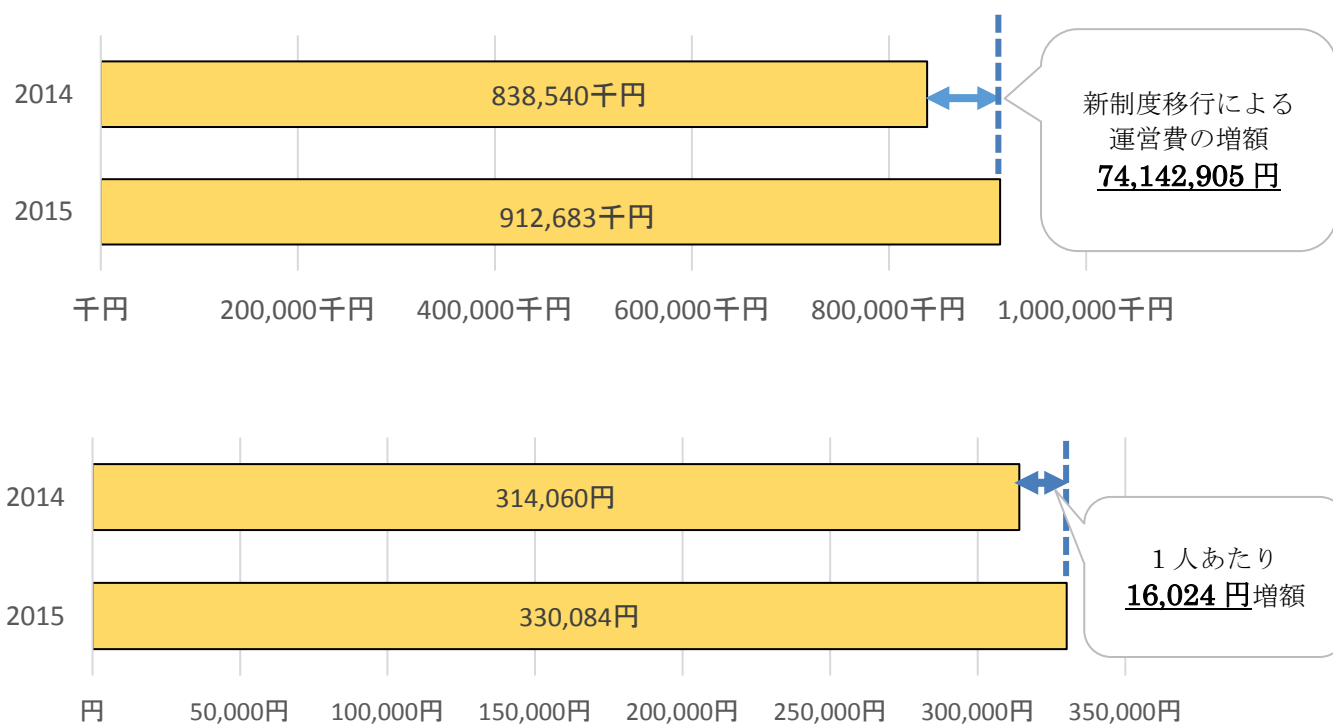 2014
838,540千円
新制度移行による
運営費の増額
74,142,905 円
2015
912,683千円
千円 200,000千円 400,000千円 600,000千円 800,000千円 1,000,000千円
2014
314,060円
1 人あたり
16,024 円増額
2015
330,084円
円 50,000円 100,000円 150,000円 200,000円 250,000円 300,000円 350,000円